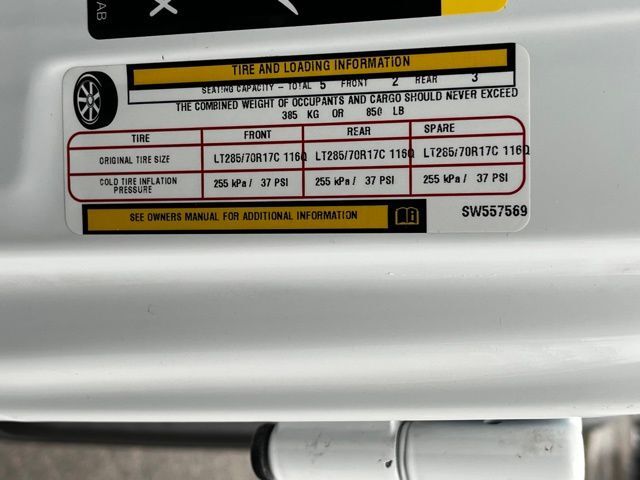 AB
X
TIRE AND LOADING INFORMATION
SEATING CAPACITY – TOTAL 5 FRONT 2 REAR 3
THE COMBINED WEIGHT OF OCCUPANTS AND CARGO SHOULD NEVER EXCEED
385 KG OR 850 LB
TIRE FRONT REAR SPARE
ORIGINAL TIRE SIZE LT285/70R17C 116Q LT285/70R17C 116Q LT285/70R17C 116Q
COLD TIRE INFLATION PRESSURE 255 kPa / 37 PSI 255 kPa / 37 PSI 255 kPa / 37 PSI
SEE OWNERS MANUAL FOR ADDITIONAL INFORMATION
SW557569